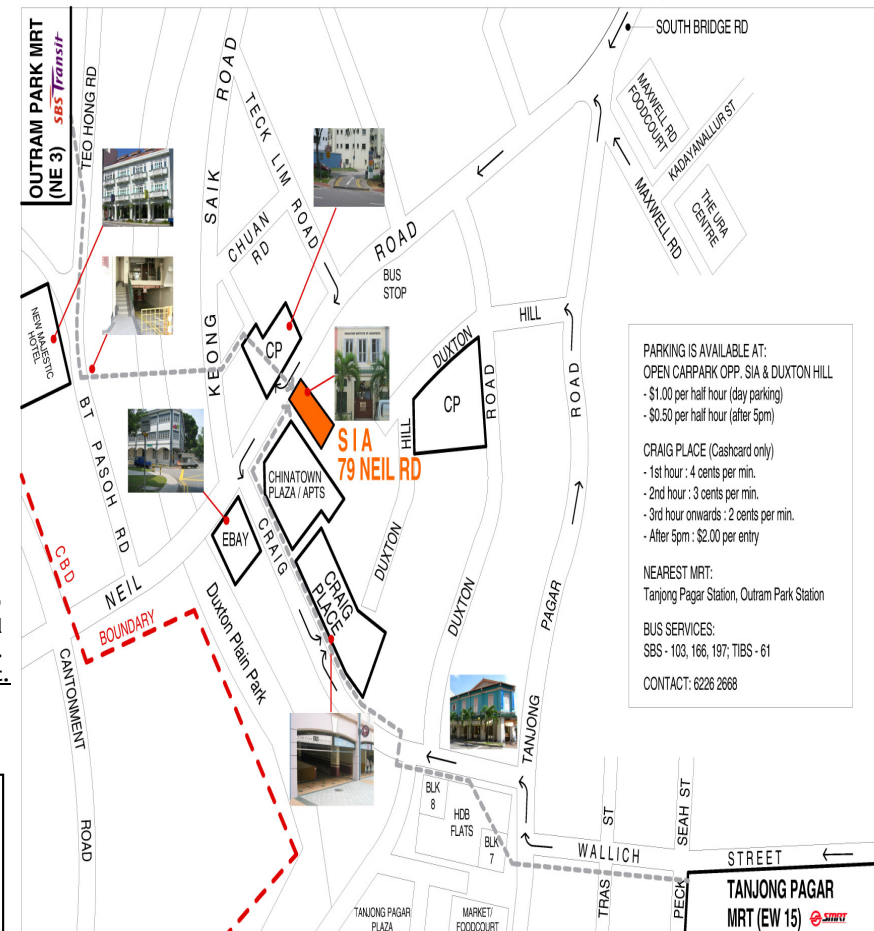 OUTRAM PARK MRT
(NE 3) SBS Transit
TEO HONG RD
KEONG SAIK ROAD
TECK LIM ROAD
CHUAN
RD
ROAD
BUS
STOP
SOUTH BRIDGE RD
MAXWELL RD
FOODCOURT
KADAYANALLUR ST
THE URA
CENTRE
MAXWELL RD
NEW MAJESTIC
HOTEL
CP
HILL
DUXTON
HILL
CP
DUXTON
ROAD
TANJONG
PAGAR
ROAD
SIA
79 NEIL RD
CHINATOWN
PLAZA / APTS
BT PASOH RD
EBAY
CRAIG
CRAIG
PLACE
DUXTON
NEIL
CBD
BOUNDARY
Duxton Plain Park
CANTONMENT
ROAD
PARKING IS AVAILABLE AT:
OPEN CARPARK OPP. SIA & DUXTON HILL
- $1.00 per half hour (day parking)
- $0.50 per half hour (after 5pm)
CRAIG PLACE (Cashcard only)
- 1st hour : 4 cents per min.
- 2nd hour : 3 cents per min.
- 3rd hour onwards : 2 cents per min.
- After 5pm : $2.00 per entry
NEAREST MRT:
Tanjong Pagar Station, Outram Park Station
BUS SERVICES:
SBS - 103, 166, 197; TIBS - 61
CONTACT: 6226 2668
BLK
8
HDB
FLATS
BLK
7
TRAS ST
PECK SEAH ST
WALLICH STREET
TANJONG PAGAR
PLAZA
MARKET/
FOODCOURT
TANJONG PAGAR
MRT (EW 15) SMRT